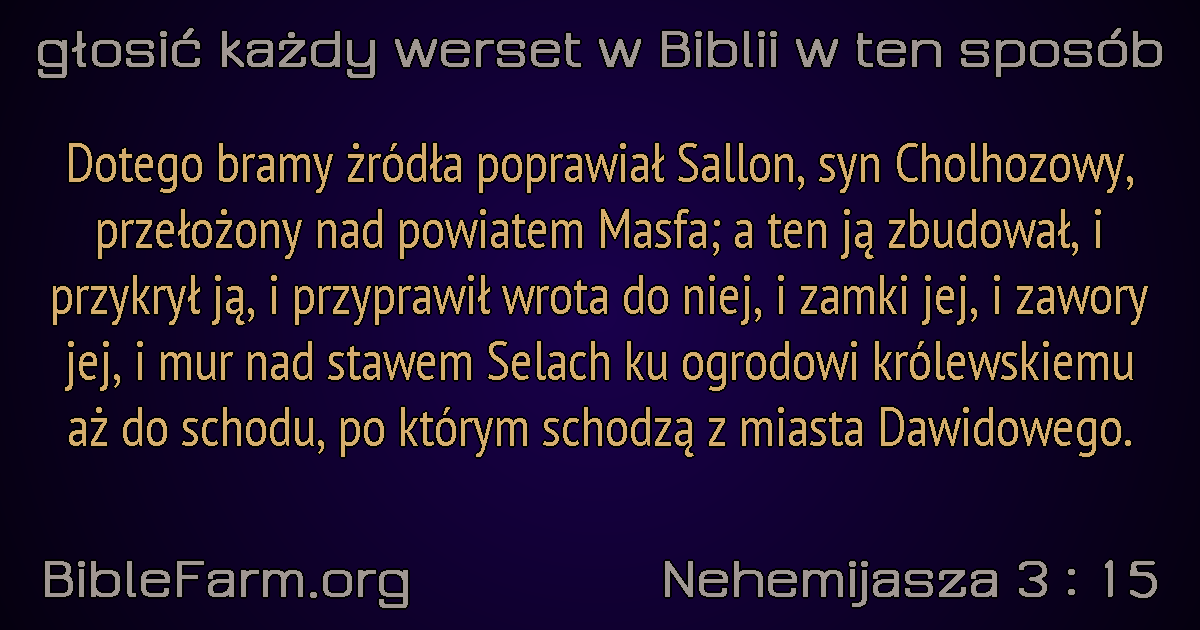 głosić każdy werset w Biblii w ten sposób
Dotego bramy żródła poprawiał Sallon, syn Cholhozowy,
przełożony nad powiatem Masfa; a ten ją zbudował, i
przykrył ją, i przyprawił wrota do niej, i zamki jej, i zawory
jej, i mur nad stawem Selach ku ogrodowi królewskiemu
aż do schodu, po którym schodzą z miasta Dawidowego.
BibleFarm.org
Nehemijasza 3 : 15